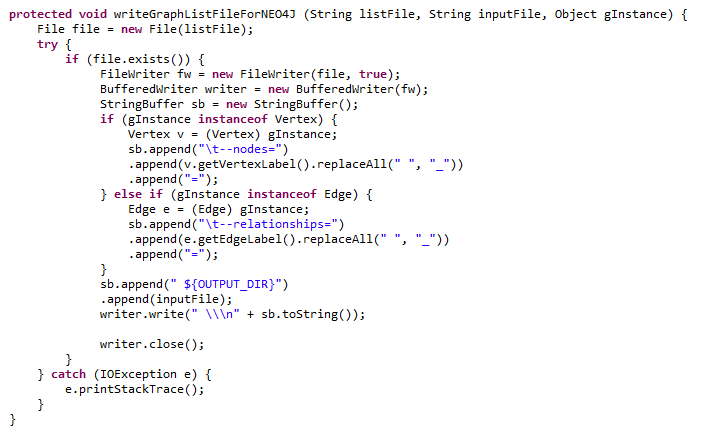 protected void writeGraphListFileForNEO4J (String listFile, String inputFile, Object gInstance) {
    File file = new File(listFile);
    try {
        if (file.exists()) {
            FileWriter fw = new FileWriter(file, true);
            BufferedWriter writer = new BufferedWriter(fw);
            StringBuffer sb = new StringBuffer();
            if (gInstance instanceof Vertex) {
                Vertex v = (Vertex) gInstance;
                sb.append("\t--nodes=")
                .append(v.getVertexLabel().replaceAll(" ", "_"))
                .append("=");
            } else if (gInstance instanceof Edge) {
                Edge e = (Edge) gInstance;
                sb.append("\t--relationships=")
                .append(e.getEdgeLabel().replaceAll(" ", "_"))
                .append("=");
            }
            sb.append(" ${OUTPUT_DIR}")
            .append(inputFile);
            writer.write(" \\\n" + sb.toString());

            writer.close();
        }
    } catch (IOException e) {
        e.printStackTrace();
    }
}